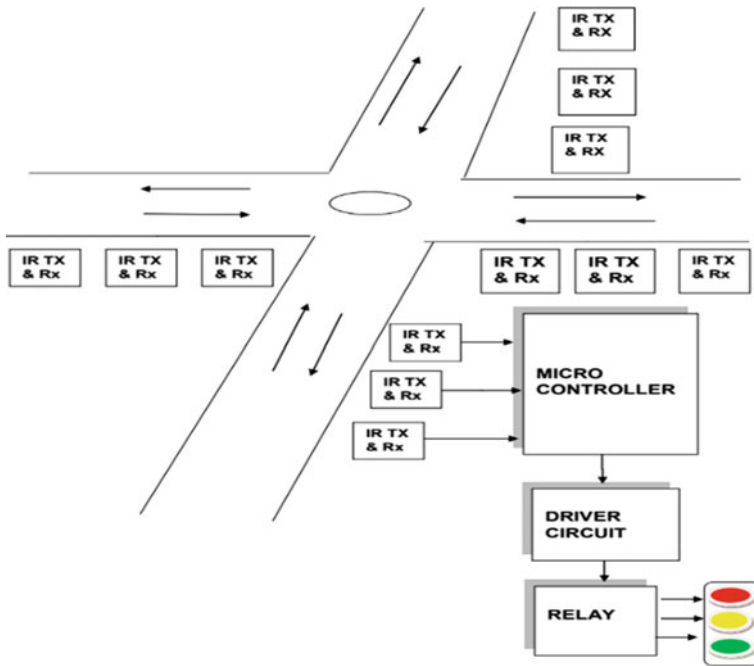 IR TX
& Rx
IR TX
& Rx
IR TX
& RX
IR TX
& Rx
IR TX
& Rx
IR TX
& Rx
IR TX
& Rx
IR TX
& Rx
IR TX
& Rx
IR TX
& Rx
IR TX
& Rx
IR TX
& Rx
MICRO
CONTROLLER
DRIVER
CIRCUIT
RELAY